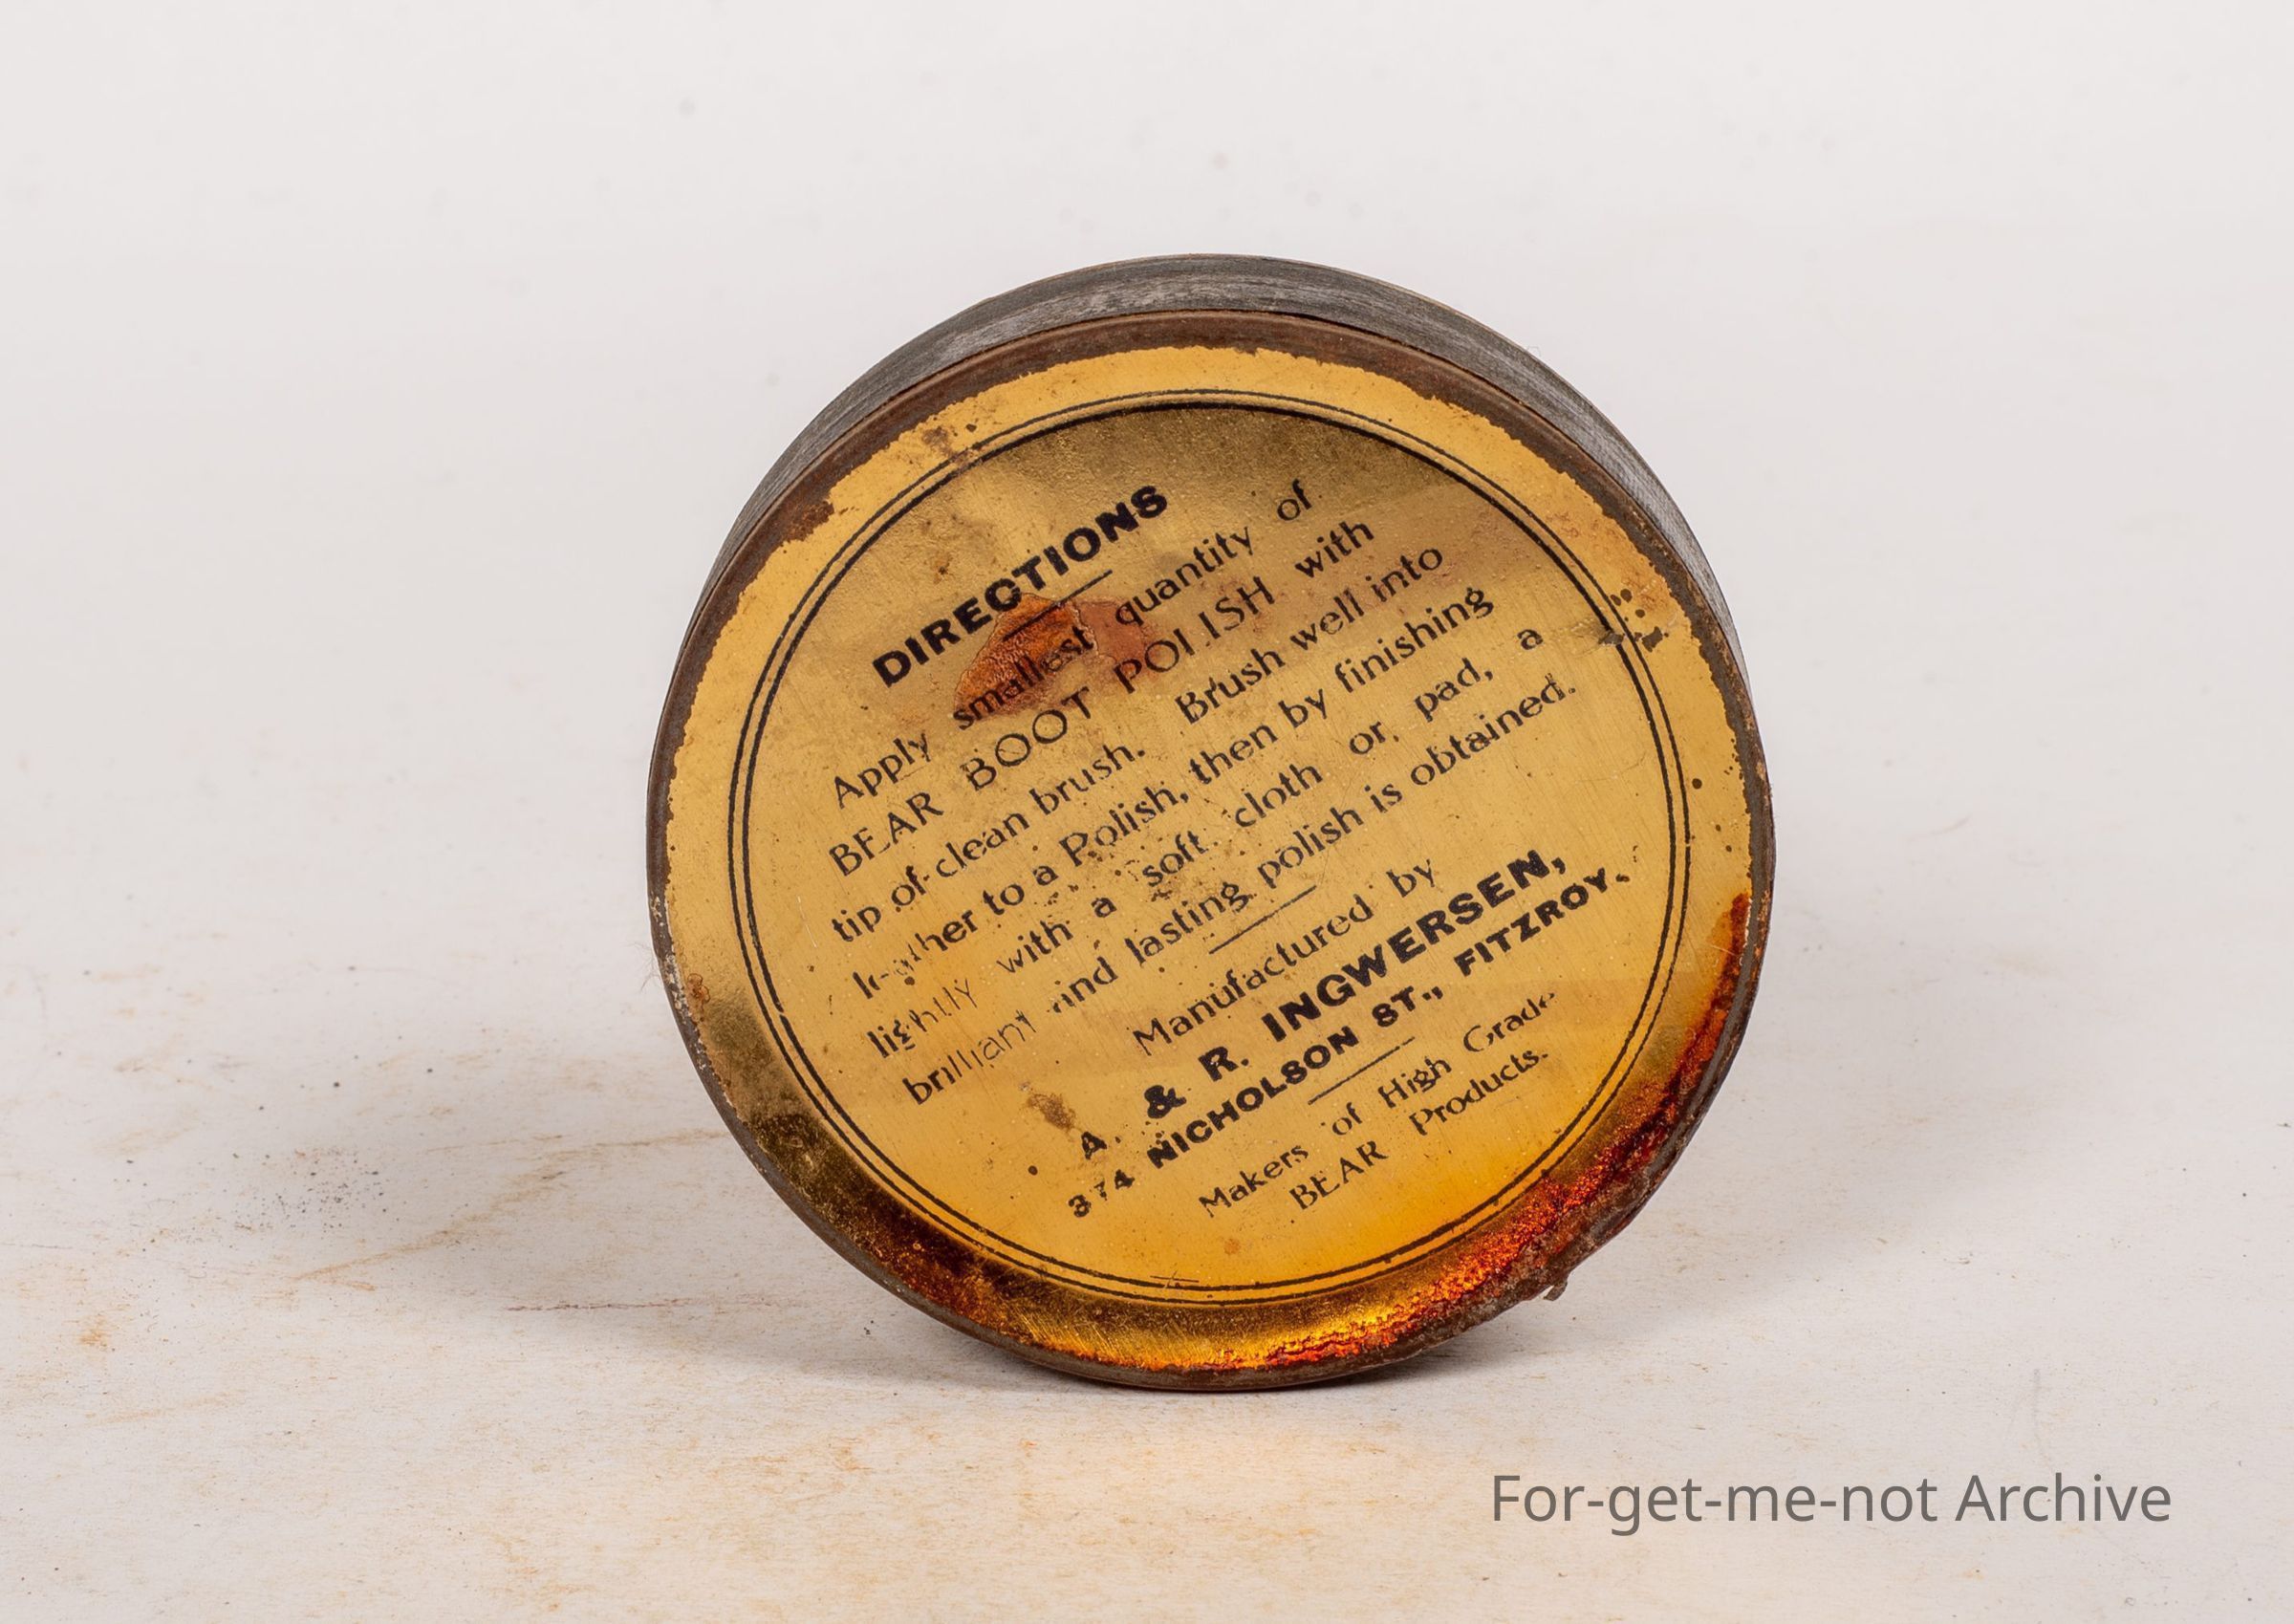 DIRECTIONS
Apply smallest quantity of
BEAR BOOT POLISH with
tip of clean brush. Brush well into
leather to a Polish, then by finishing
lightly with a soft cloth or pad, a
brilliant and lasting polish is obtained.
Manufactured by
A. & R. INGWERSEN,
374 NICHOLSON ST., FITZROY.
Makers of High Grade
BEAR Products.
For-get-me-not Archive